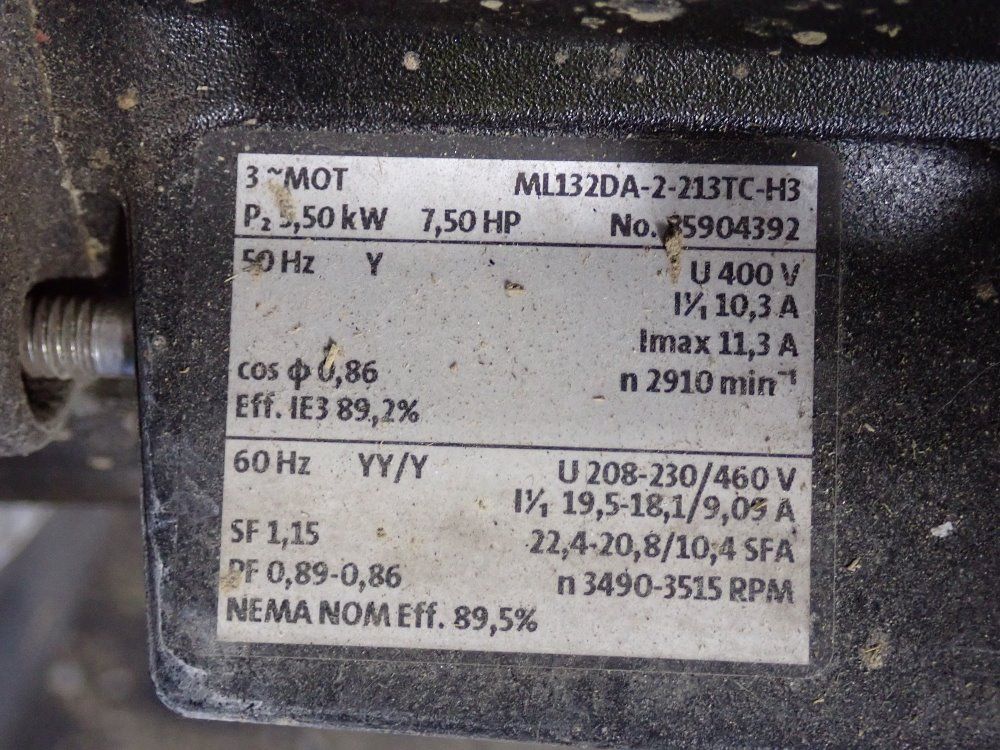 3 ~MOT ML132DA-2-213TC-H3
P₂ 5,50 kW 7,50 HP No. 85904392
50 Hz Y U 400 V
I¹/₁ 10,3 A
Imax 11,3 A
cos ф 0,86 n 2910 min⁻¹
Eff. IE3 89,2%
60 Hz YY/Y U 208-230/460 V
I¹/₁ 19,5-18,1/9,05 A
SF 1,15 22,4-20,8/10,4 SFA
PF 0,89-0,86 n 3490-3515 RPM
NEMA NOM Eff. 89,5%